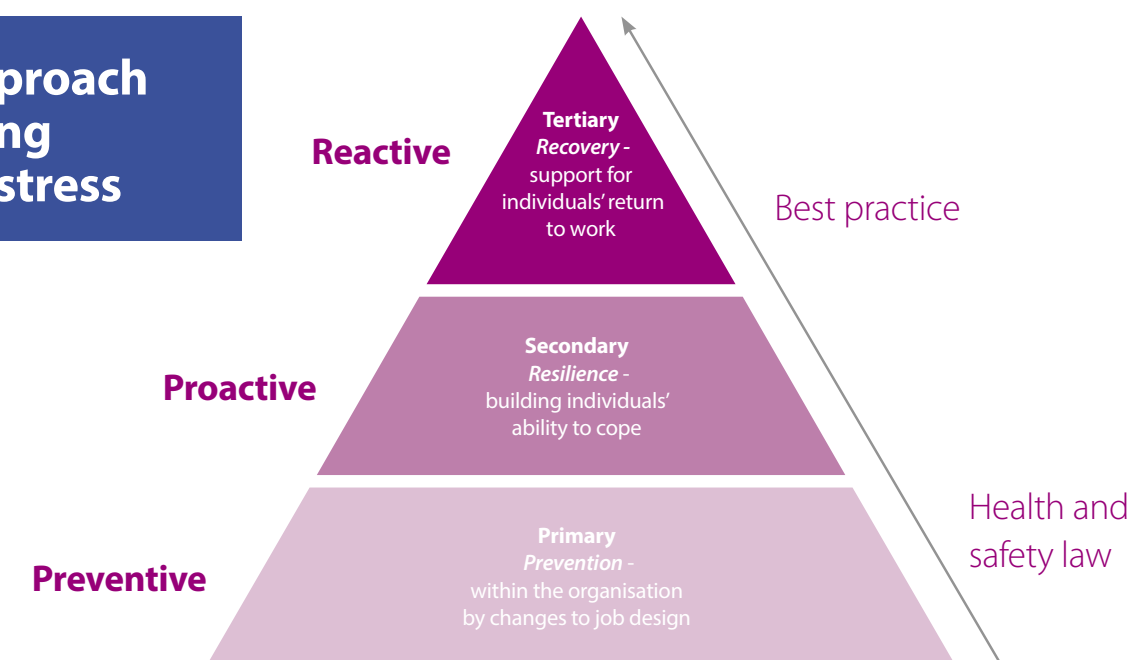 proach
ng
stress
Reactive
Tertiary
Recovery -
support for
individuals’ return
to work
Best practice
Proactive
Secondary
Resilience -
building individuals’
ability to cope
Health and
safety law
Preventive
Primary
Prevention -
within the organisation
by changes to job design